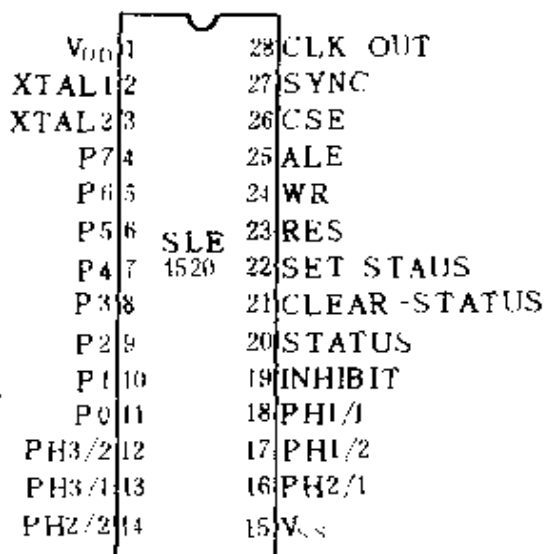 VDD 1 28 CLK OUT
XTAL1 2 27 SYNC
XTAL2 3 26 CSE
P7 4 25 ALE
P6 5 24 WR
P5 6 23 RES
SLE
P4 7 4520 22 SET STAUS
P3 8 21 CLEAR-STATUS
P2 9 20 STATUS
P1 10 19 INHIBIT
P0 11 18 PH1/1
PH3/2 12 17 PH1/2
PH3/1 13 16 PH2/1
PH2/2 14 15 VSS